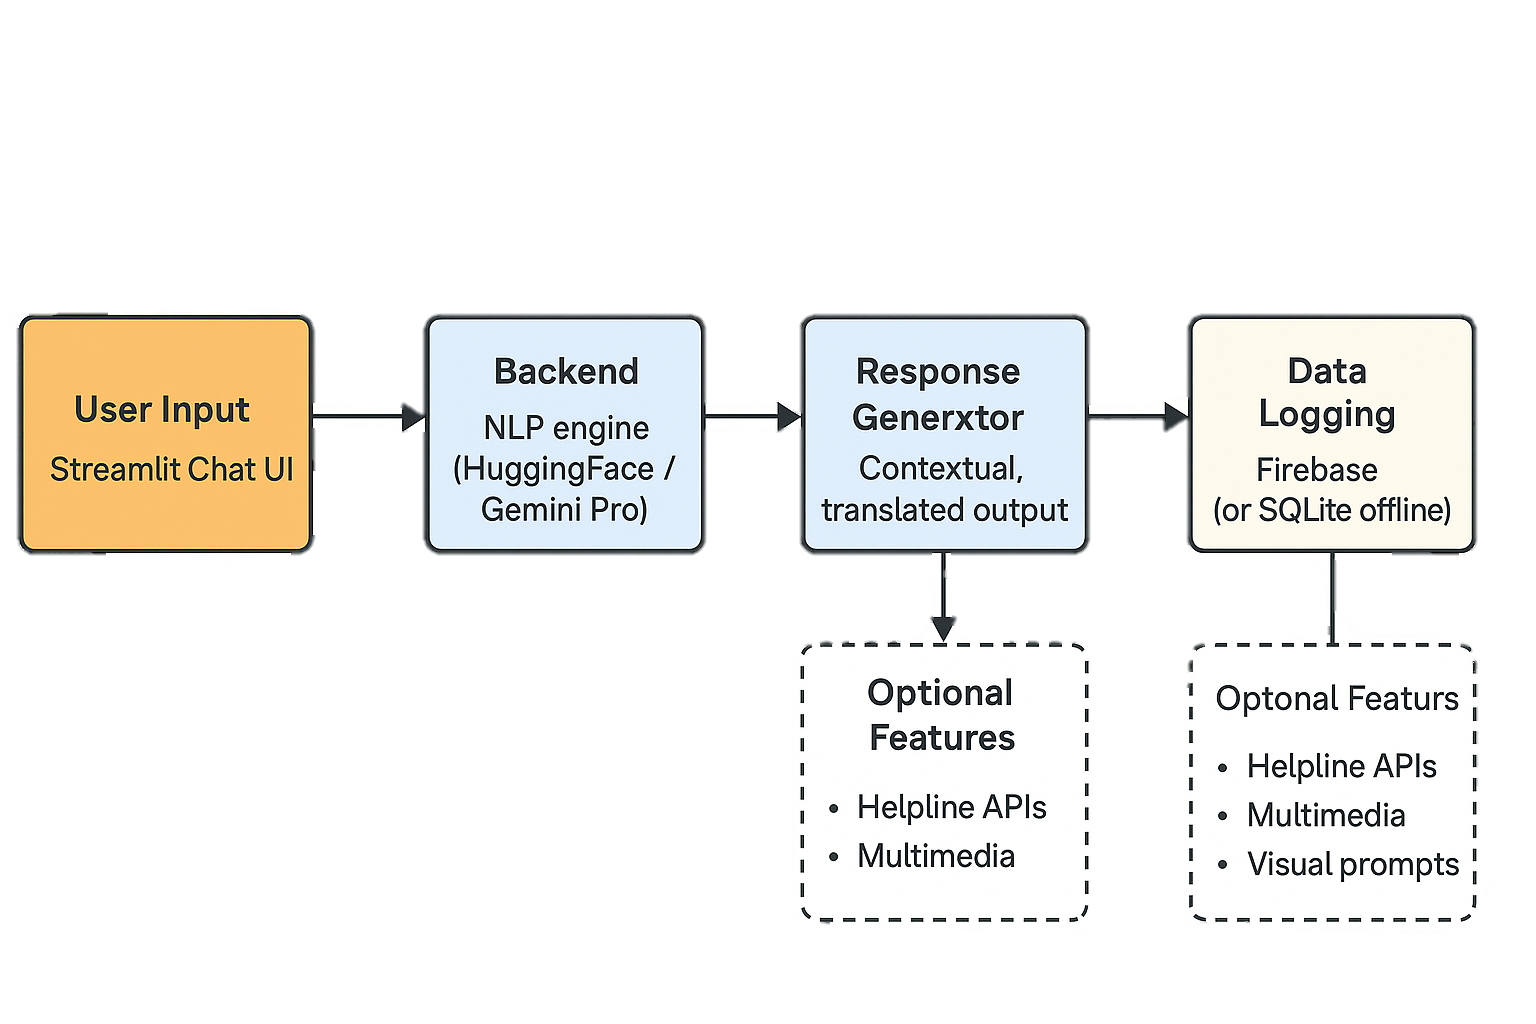 User Input
Streamlit Chat UI
Backend
NLP engine
(HuggingFace /
Gemini Pro)
Response
Generxtor
Contextual,
translated output
Data
Logging
Firebase
(or SQLite offline)
Optional
Features
• Helpline APIs
• Multimedia
Optonal Featurs
• Helpline APIs
• Multimedia
• Visual prompts